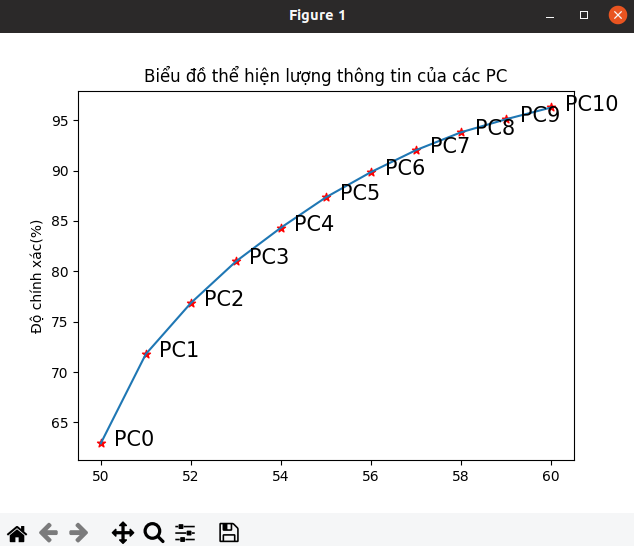 Figure 1
Biểu đồ thể hiện lượng thông tin của các PC
Độ chính xác(%)
95
90
85
80
75
70
65
PC0
PC1
PC2
PC3
PC4
PC5
PC6
PC7
PC8
PC9
PC10
50 52 54 56 58 60